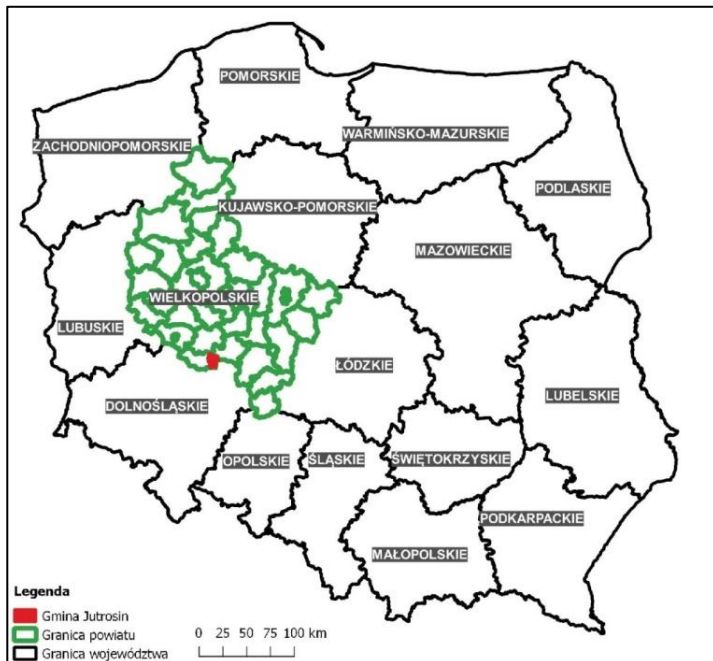 POMORSKIE
WARMIŃSKO-MAZURSKIE
ZACHODNIOPOMORSKIE
PODLASKIE
KUJAWSKO-POMORSKIE
MAZOWIECKIE
WIELKOPOLSKIE
LUBUSKIE
ŁÓDZKIE
LUBELSKIE
DOLNOŚLĄSKIE
OPOLSKIE
ŚLĄSKIE
ŚWIĘTOKRZYSKIE
PODKARPACKIE
MAŁOPOLSKIE
Legenda
Gmina Jutrosin
Granica powiatu
Granica województwa
0 25 50 75 100 km